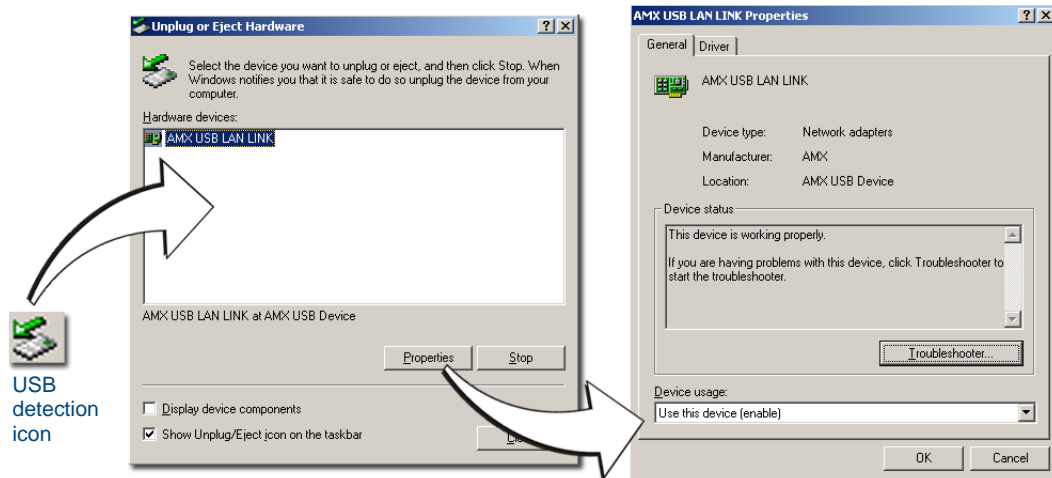 Unplug or Eject Hardware
Select the device you want to unplug or eject, and then click Stop. When
Windows notifies you that it is safe to do so unplug the device from your
computer.
Hardware devices:
AMX USB LAN LINK
AMX USB LAN LINK at AMX USB Device
Properties
Stop
Display device components
Show Unplug/Eject icon on the taskbar
USB
detection
icon
AMX USB LAN LINK Properties
General
Driver
AMX USB LAN LINK
Device type: Network adapters
Manufacturer: AMX
Location: AMX USB Device
Device status
This device is working properly.
If you are having problems with this device, click Troubleshooter to
start the troubleshooter.
Troubleshooter...
Device usage:
Use this device (enable)
OK
Cancel